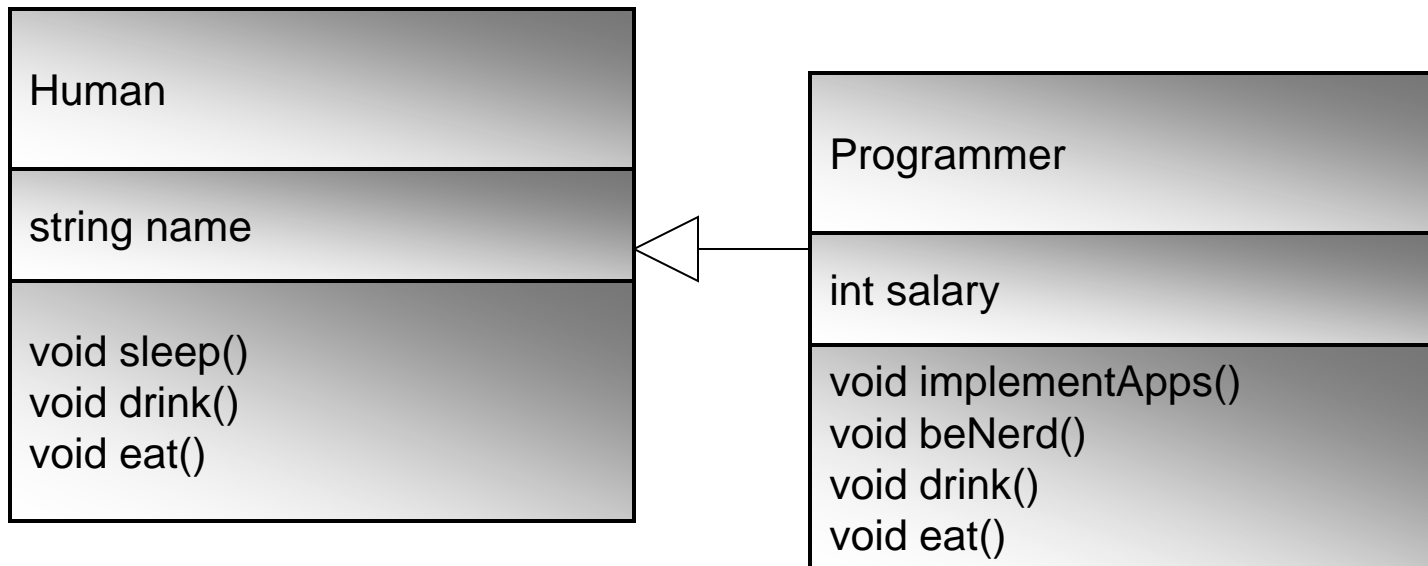 Human
string name
void sleep()
void drink()
void eat()
Programmer
int salary
void implementApps()
void beNerd()
void drink()
void eat()